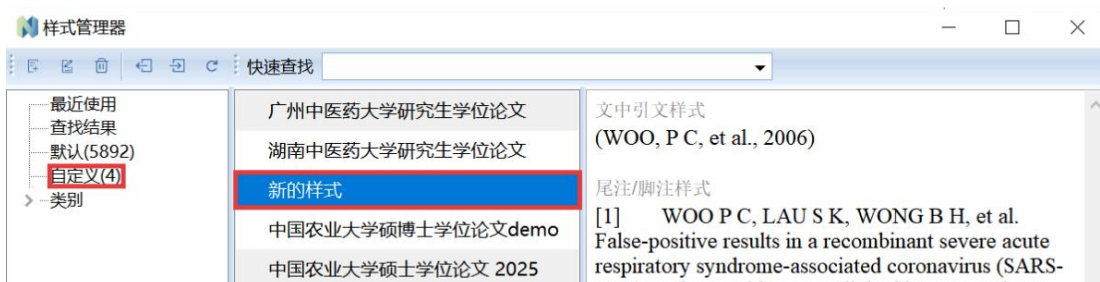 样式管理器
快速查找
最近使用
查找结果
默认(5892)
自定义(4)
类别
广州中医药大学研究生学位论文
湖南中医药大学研究生学位论文
新的样式
中国农业大学硕博士学位论文demo
中国农业大学硕士学位论文 2025
文中引文样式
(WOO, P C, et al., 2006)
尾注/脚注样式
[1] WOO P C, LAU S K, WONG B H, et al.
False-positive results in a recombinant severe acute
respiratory syndrome-associated coronavirus (SARS-